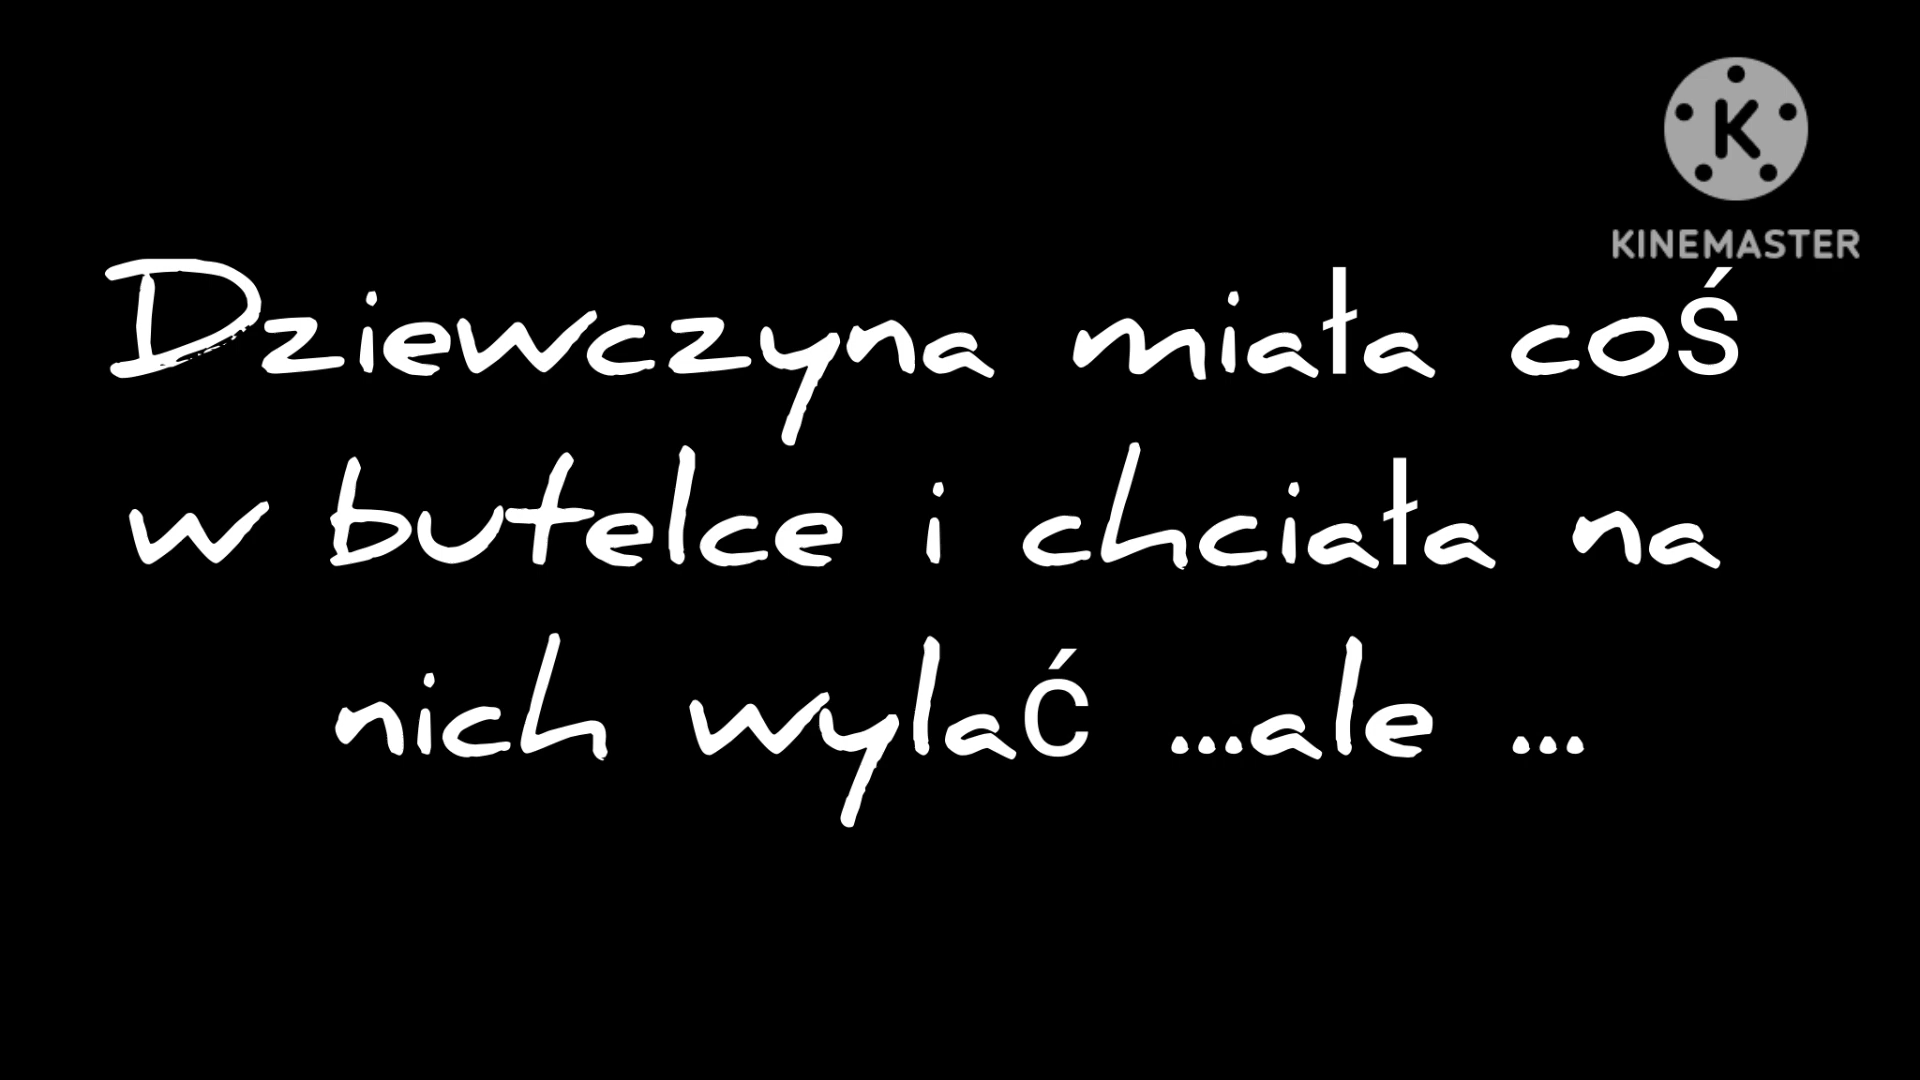 K
KINEMASTER
Dziewczyna miała coś
w butelce i chciała na
nich wylać ...ale ...